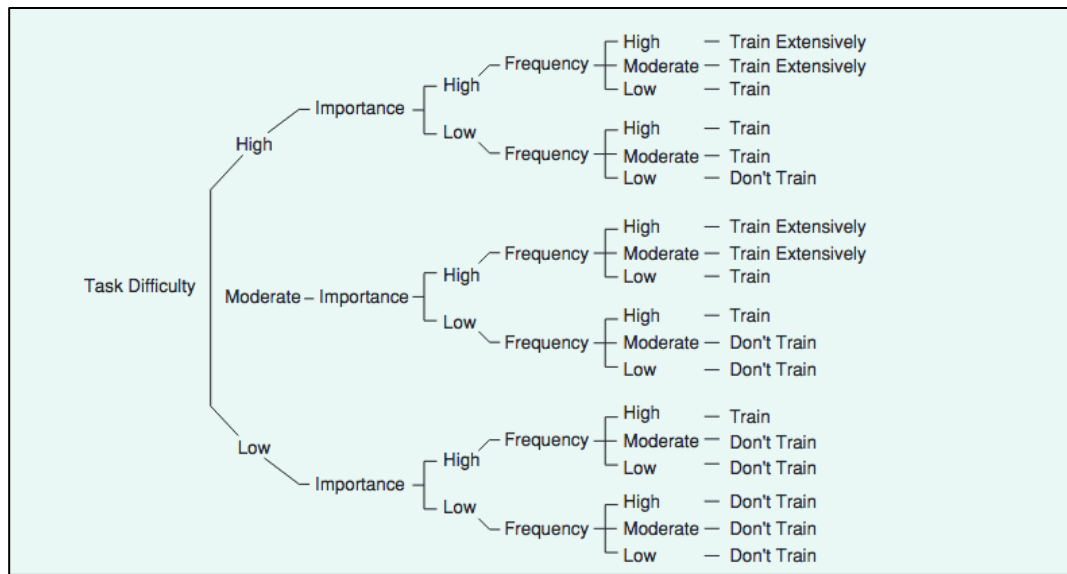 High — Train Extensively
Frequency Moderate — Train Extensively
High Low — Train
Importance
Low High — Train
High Frequency Moderate — Train
Low — Don't Train
High — Train Extensively
Frequency Moderate — Train Extensively
High Low — Train
Task Difficulty
Moderate – Importance
Low High — Train
Frequency Moderate — Don't Train
Low — Don't Train
High — Train
Low Frequency Moderate — Don't Train
High Low — Don't Train
Importance
Low High — Don't Train
Frequency Moderate — Don't Train
Low — Don't Train